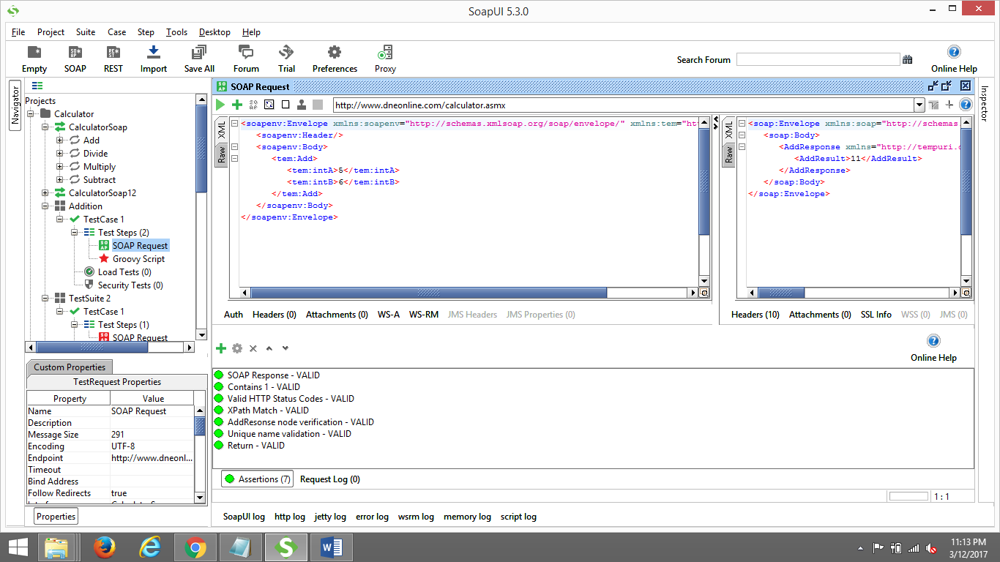 SoapUI 5.3.0
File Project Suite Case Step Tools Desktop Help
Empty SOAP REST Import Save All Forum Trial Preferences Proxy Search Forum Online Help
Navigator
Projects
Calculator
CalculatorSoap
Add
Divide
Multiply
Subtract
CalculatorSoap12
Addition
TestCase 1
Test Steps (2)
SOAP Request
Groovy Script
Load Tests (0)
Security Tests (0)
TestSuite 2
TestCase 1
Test Steps (1)
SOAP Request
Custom Properties
TestRequest Properties
Property Value
Name SOAP Request
Description
Message Size 291
Encoding UTF-8
Endpoint http://www.dneonl...
Timeout
Bind Address
Follow Redirects true
Properties
SOAP Request
http://www.dneonline.com/calculator.asmx
XML
Raw
<soapenv:Envelope xmlns:soapenv="http://schemas.xmlsoap.org/soap/envelope/" xmlns:tem="ht
<soapenv:Header/>
<soapenv:Body>
<tem:Add>
<tem:intA>5</tem:intA>
<tem:intB>6</tem:intB>
</tem:Add>
</soapenv:Body>
</soapenv:Envelope>
Auth Headers (0) Attachments (0) WS-A WS-RM JMS Headers JMS Properties (0)
XML
Raw
<soap:Envelope xmlns:soap="http://schemas
<soap:Body>
<AddResponse xmlns="http://tempuri.o
<AddResult>11</AddResult>
</AddResponse>
</soap:Body>
</soap:Envelope>
Headers (10) Attachments (0) SSL Info WSS (0) JMS (0)
Inspector
Online Help
SOAP Response - VALID
Contains 1 - VALID
Valid HTTP Status Codes - VALID
XPath Match - VALID
AddResonse node verification - VALID
Unique name validation - VALID
Return - VALID
Assertions (7) Request Log (0)
1 : 1
SoapUI log http log jetty log error log wsrm log memory log script log
11:13 PM
3/12/2017